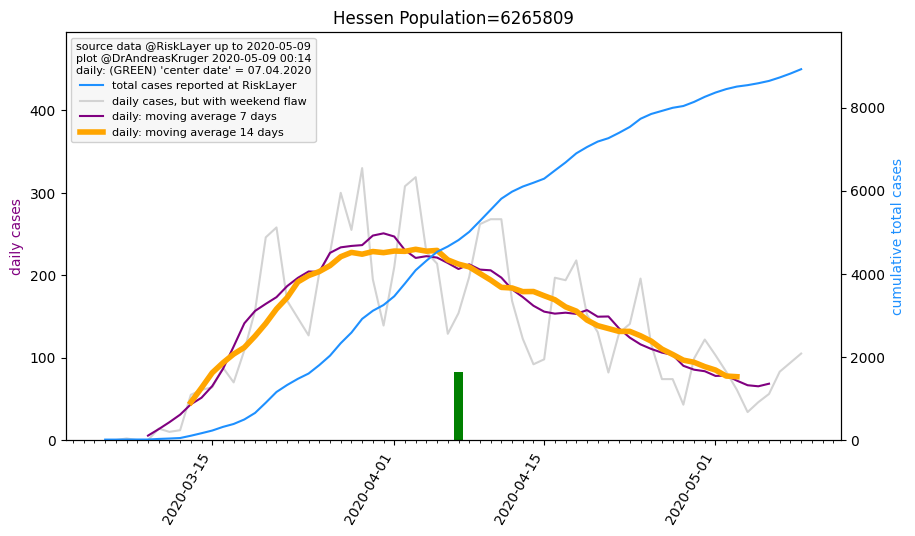 Hessen Population=6265809
source data @RiskLayer up to 2020-05-09
plot @DrAndreasKruger 2020-05-09 00:14
daily: (GREEN) 'center date' = 07.04.2020
total cases reported at RiskLayer
daily cases, but with weekend flaw
daily: moving average 7 days
daily: moving average 14 days
daily cases
400
300
200
100
0
8000
6000
4000
2000
0
cumulative total cases
2020-03-15
2020-04-01
2020-04-15
2020-05-01